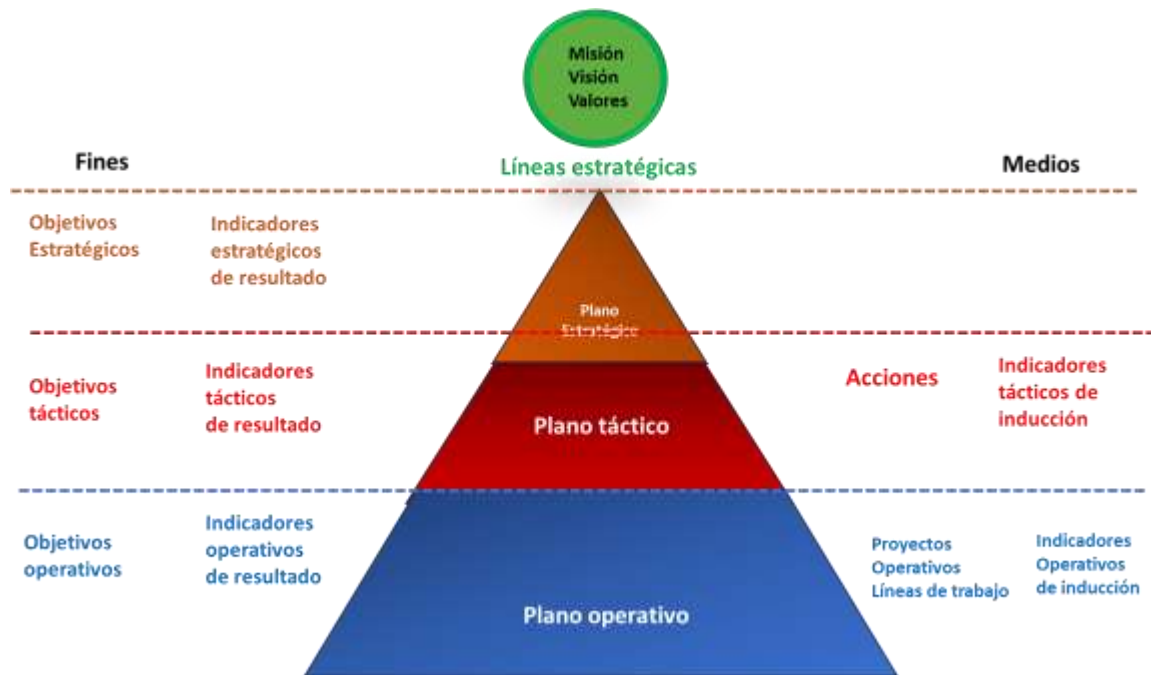 Misión
Visión
Valores
Fines
Líneas estratégicas
Medios
Objetivos
Estratégicos
Indicadores
estratégicos
de resultado
Plano
Estratégico
Objetivos
tácticos
Indicadores
tácticos
de resultado
Plano táctico
Acciones
Indicadores
tácticos de
inducción
Objetivos
operativos
Indicadores
operativos
de resultado
Plano operativo
Proyectos
Operativos
Líneas de trabajo
Indicadores
Operativos
de inducción